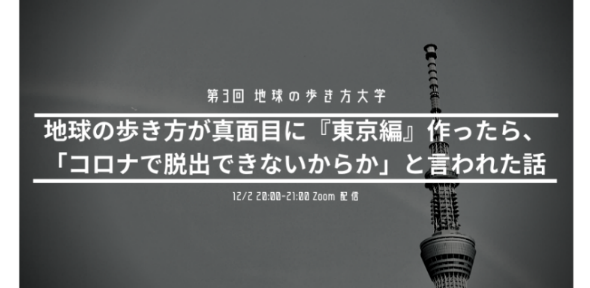 第3回 地球の歩き方大学
地球の歩き方が真面目に『東京編』作ったら、
「コロナで脱出できないからか」と言われた話
12/2 20:00-21:00 Zoom 配信